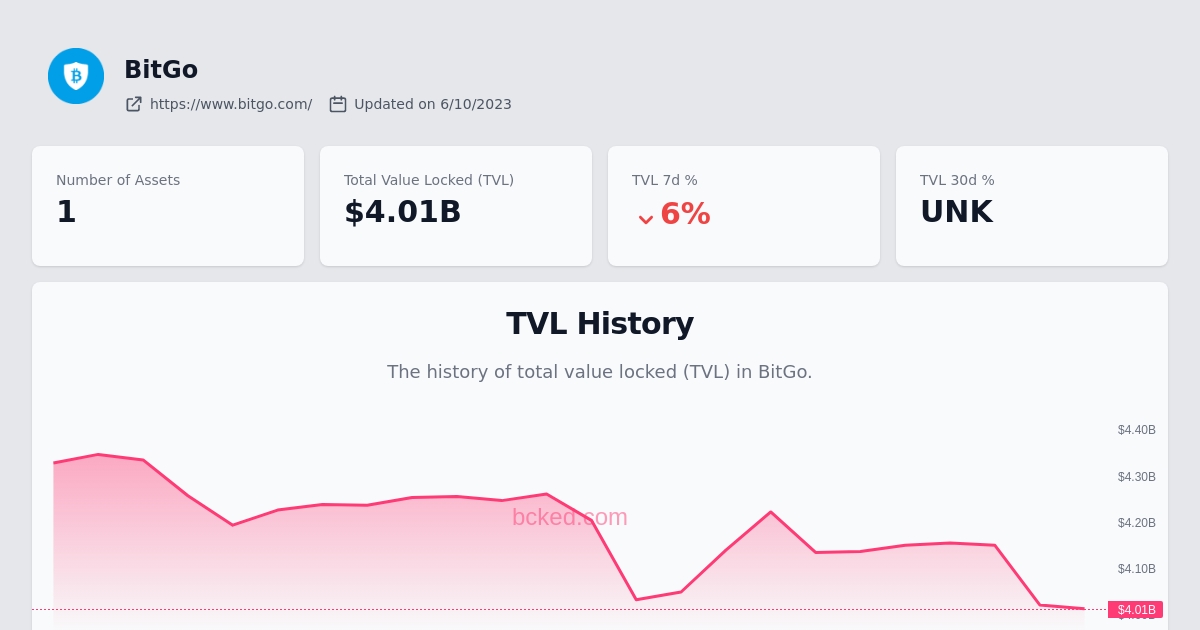 BitGo
https://www.bitgo.com/ Updated on 6/10/2023
Number of Assets
1
Total Value Locked (TVL)
$4.01B
TVL 7d %
6%
TVL 30d %
UNK
TVL History
The history of total value locked (TVL) in BitGo.
$4.40B
$4.30B
bcked.com
$4.20B
$4.10B
$4.01B